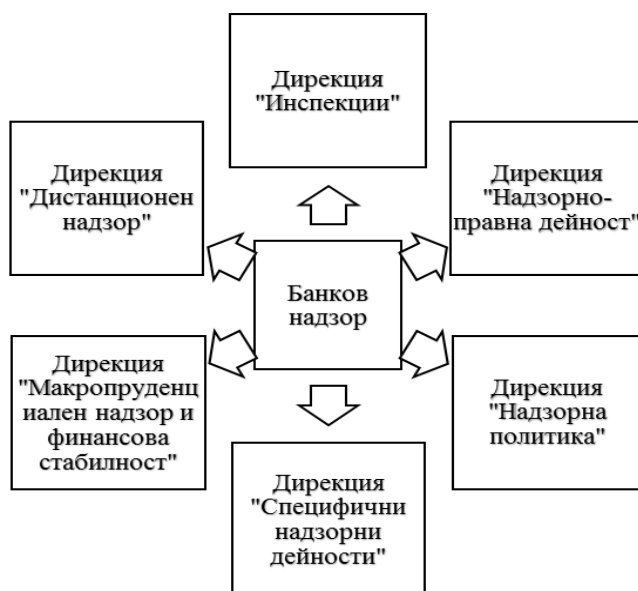 Дирекция
"Инспекции"
Дирекция
"Дистанционен
надзор"
Дирекция
"Надзорно-
правна дейност"
Банков
надзор
Дирекция
"Макропруденц
иален надзор и
финансова
стабилност"
Дирекция
"Надзорна
политика"
Дирекция
"Специфични
надзорни
дейности"